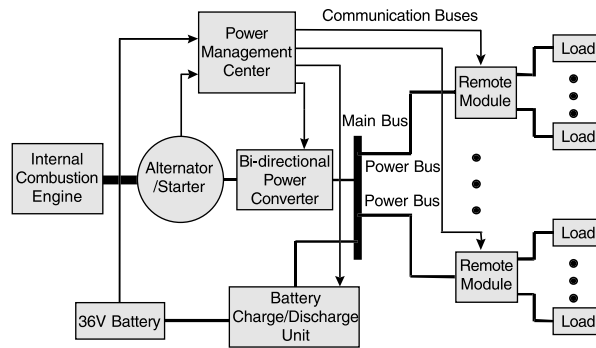 Communication Buses
Power
Management
Center
Load
Remote
Module
Load
Main Bus
Internal
Combustion
Engine
Alternator
/Starter
Bi-directional
Power
Converter
Power Bus
Power Bus
Load
Remote
Module
Load
36V Battery
Battery
Charge/Discharge
Unit